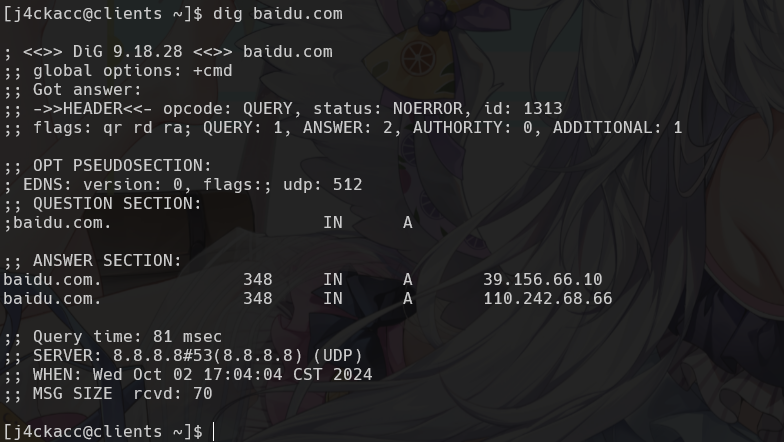 [j4ckacc@clients ~]$ dig baidu.com
; <<>> DiG 9.18.28 <<>> baidu.com
;; global options: +cmd
;; Got answer:
;; ->>HEADER<<- opcode: QUERY, status: NOERROR, id: 1313
;; flags: qr rd ra; QUERY: 1, ANSWER: 2, AUTHORITY: 0, ADDITIONAL: 1
;; OPT PSEUDOSECTION:
; EDNS: version: 0, flags:; udp: 512
;; QUESTION SECTION:
;baidu.com. IN A
;; ANSWER SECTION:
baidu.com. 348 IN A 39.156.66.10
baidu.com. 348 IN A 110.242.68.66
;; Query time: 81 msec
;; SERVER: 8.8.8.8#53(8.8.8.8) (UDP)
;; WHEN: Wed Oct 02 17:04:04 CST 2024
;; MSG SIZE  rcvd: 70
[j4ckacc@clients ~]$